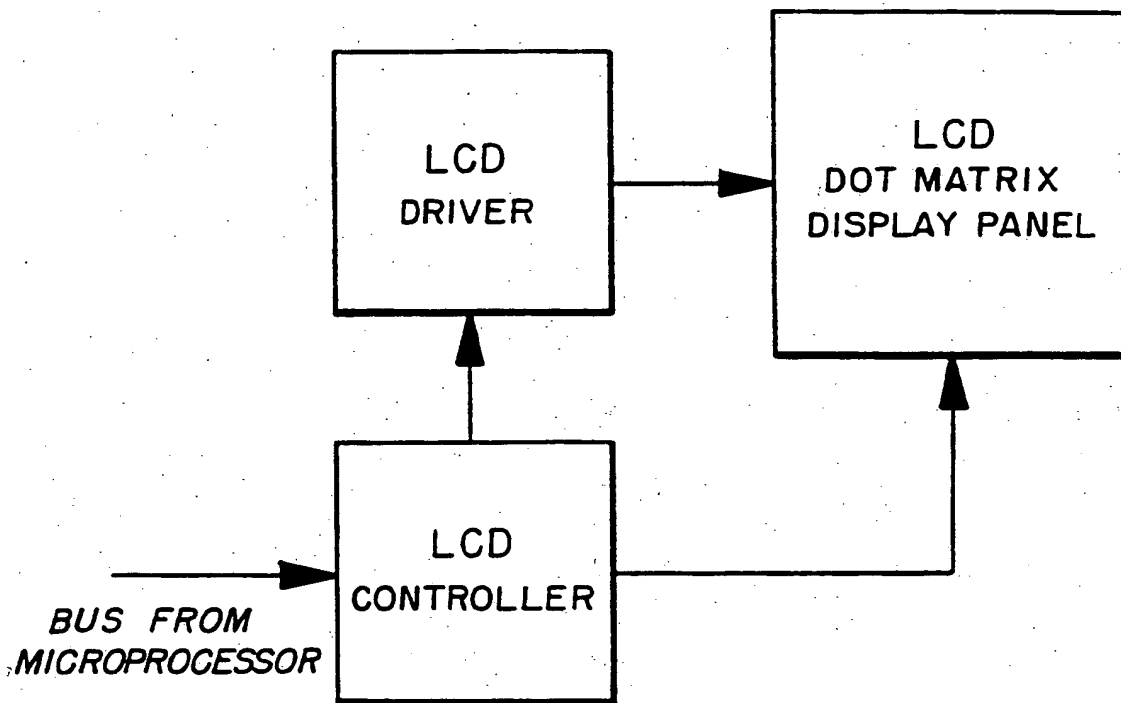 LCD
DRIVER
LCD
DOT MATRIX
DISPLAY PANEL
LCD
CONTROLLER
BUS FROM
MICROPROCESSOR